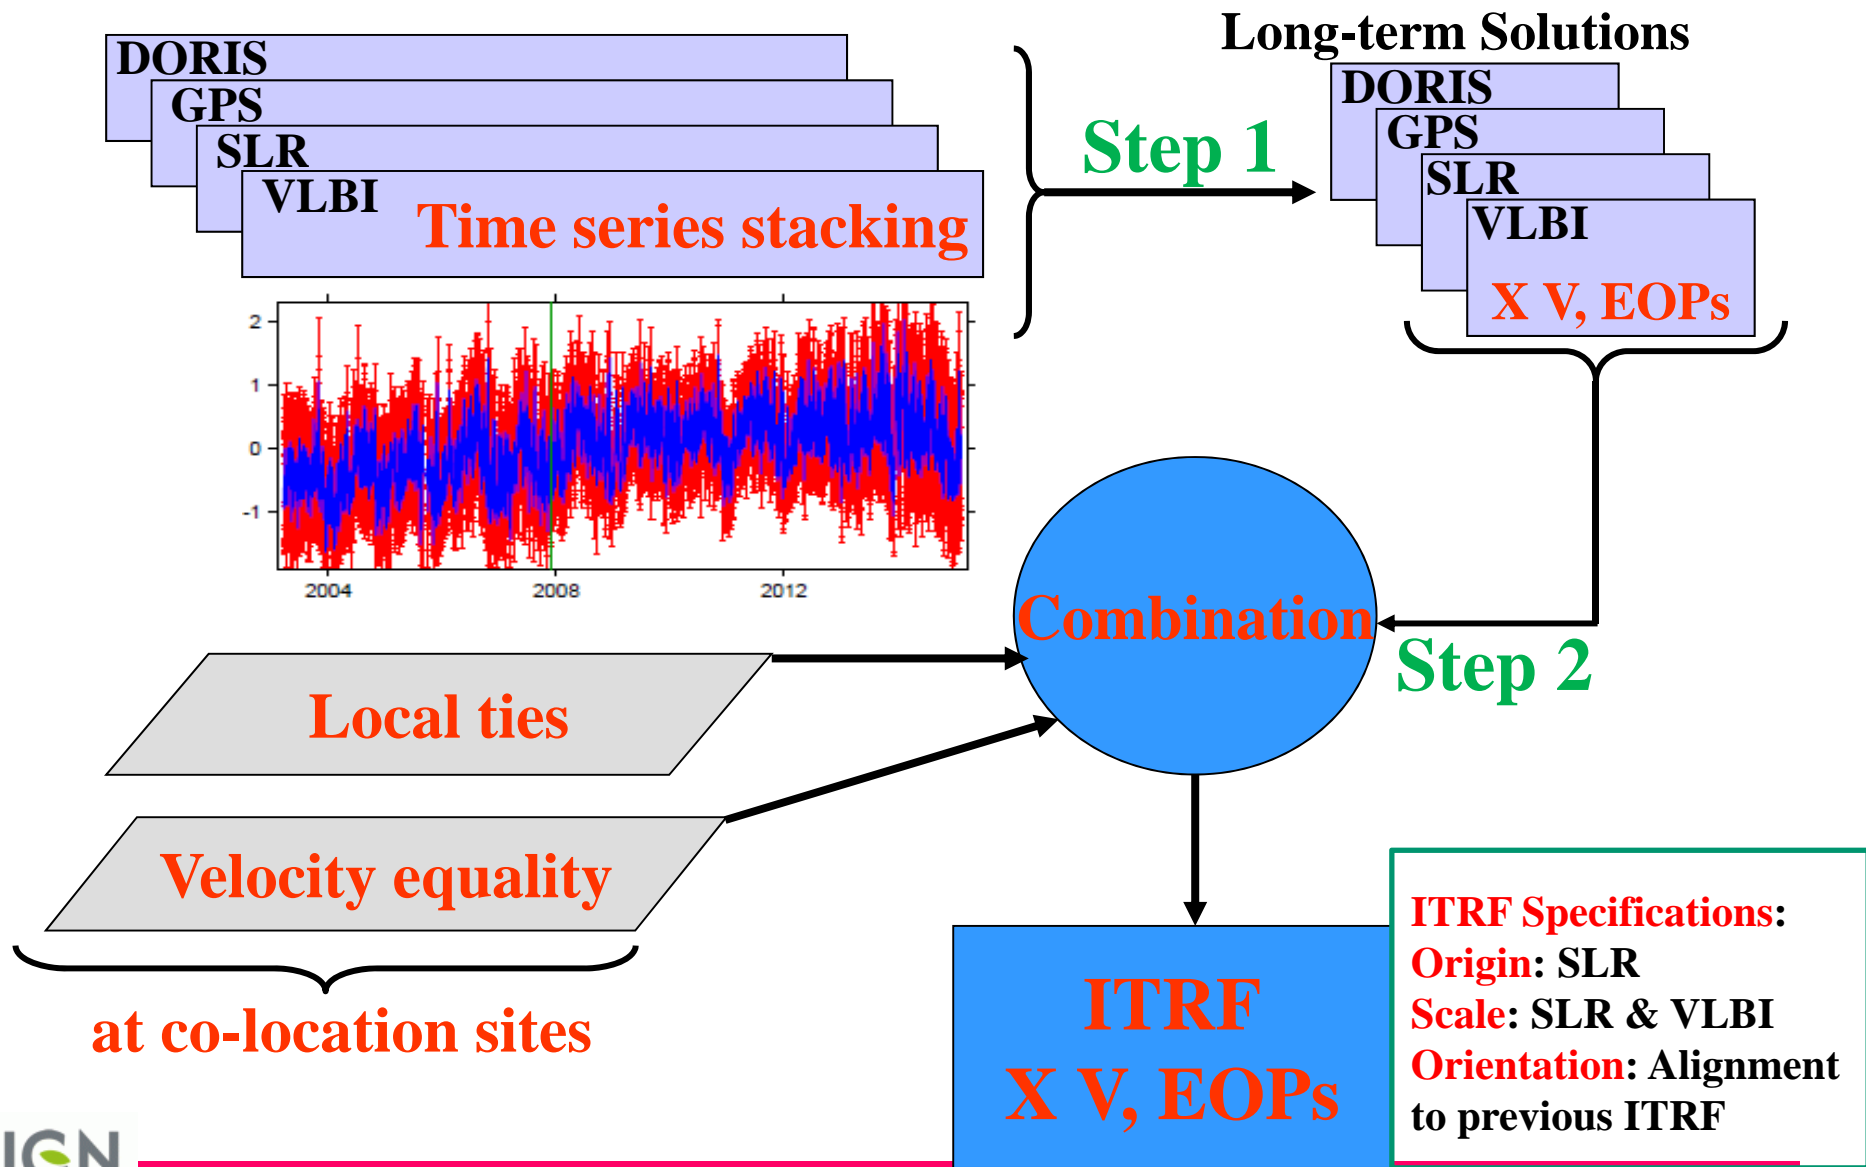 Long-term Solutions
DORIS
GPS
SLR
VLBI
Time series stacking
Step 1
DORIS
GPS
SLR
VLBI
X V, EOPs
2
1
0
-1
2004
2008
2012
Combination
Step 2
Local ties
Velocity equality
at co-location sites
ITRF
X V, EOPs
ITRF Specifications:
Origin: SLR
Scale: SLR & VLBI
Orientation: Alignment
to previous ITRF
IGN